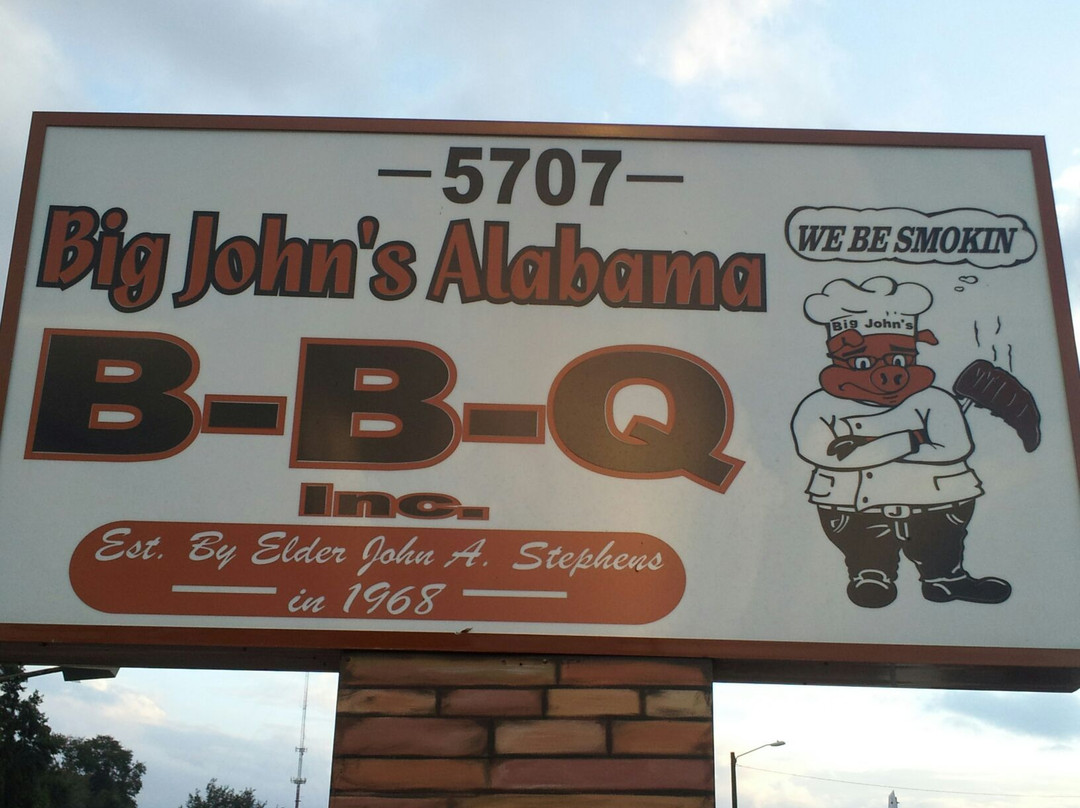 —5707—
Big John's Alabama
B-B-Q
Inc.
Est. By Elder John A. Stephens
— in 1968 —
WE BE SMOKIN
Big John's